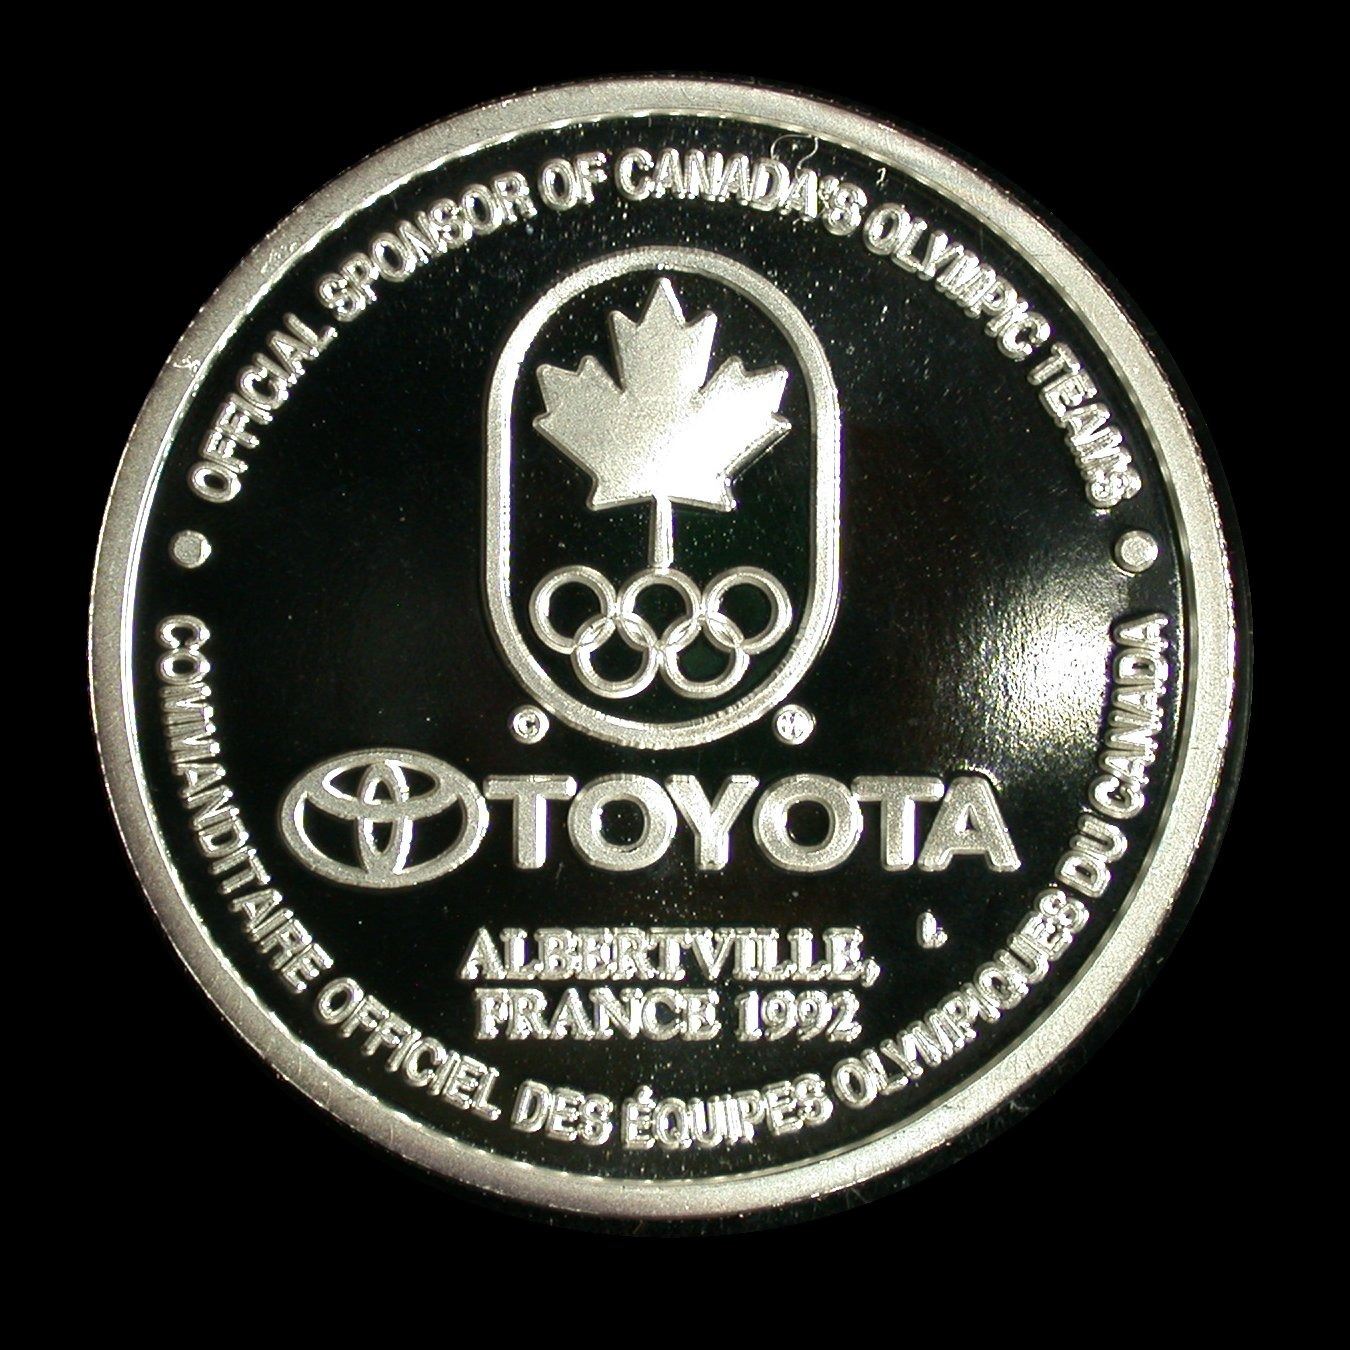 OFFICIAL SPONSOR OF CANADA'S OLYMPIC TEAMS
©
TOYOTA
ALBERTVILLE,
FRANCE 1992
COMMANDITAIRE OFFICIEL DES ÉQUIPES OLYMPIQUES DU CANADA